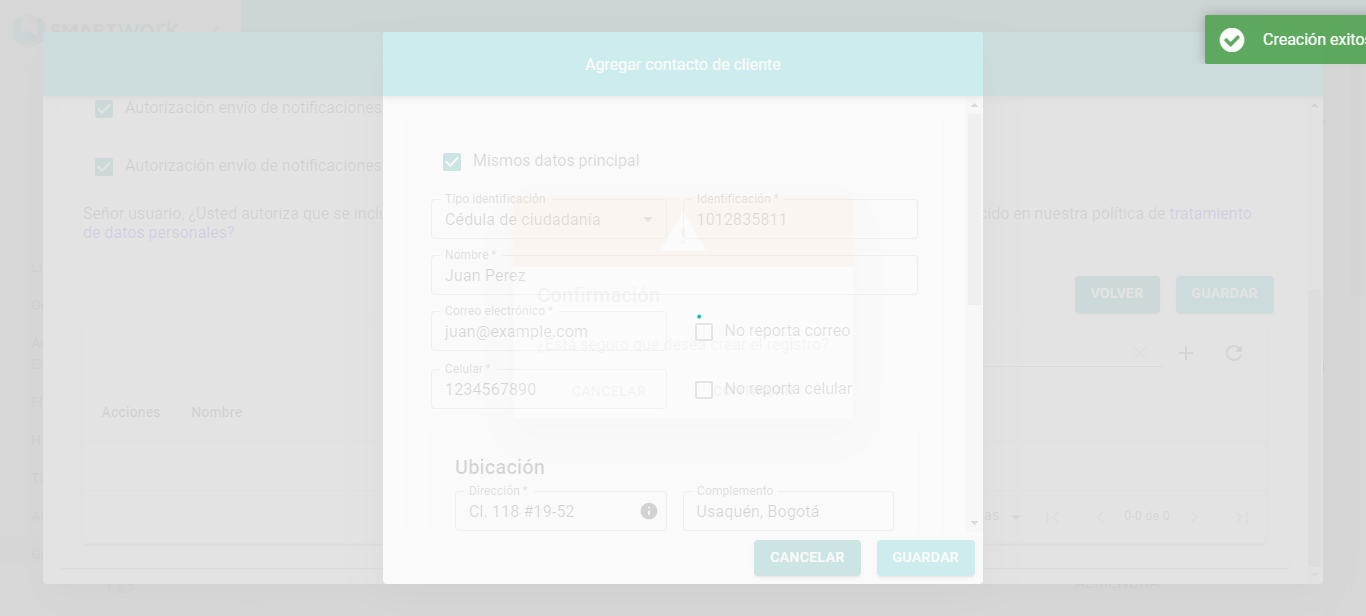 SMARTWORK
Creación exitos
Agregar contacto de cliente
Autorización envío de notificaciones
Mismos datos principal
Autorización envío de notificaciones
Tipo identificación
Identificación *
Señor usuario, ¿Usted autoriza que se inclu
cido en nuestra política de tratamiento
Cédula de ciudadanía
1012835811
de datos personales?
Nombre *
Juan Perez
VOLVER
GUARDAR
Confirmación
Correo electrónico *
juan@example.com
No reporta correo
¿Está seguro que desea crear el registro?
Celular *
1234567890
CANCELAR
No reporta celular
Acciones
Nombre
Ubicación
Dirección *
Complemento
Cl. 118 #19-52
Usaquén, Bogotá
as
0-0 de 0
CANCELAR
GUARDAR